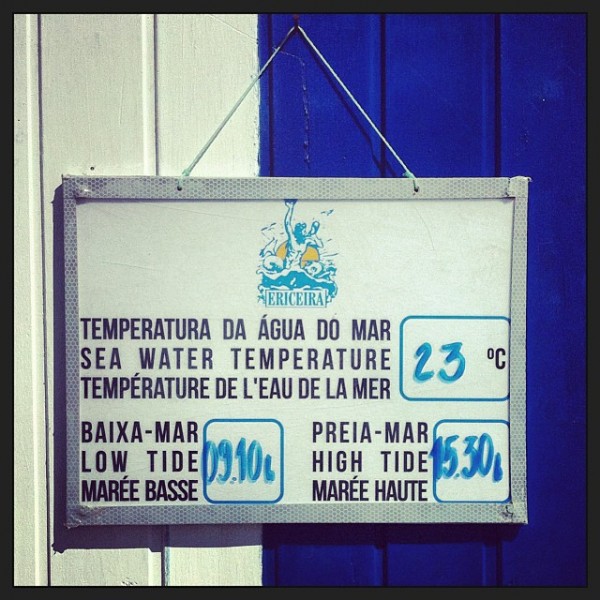 ERICEIRA
TEMPERATURA DA ÁGUA DO MAR
SEA WATER TEMPERATURE
TEMPÉRATURE DE L'EAU DE LA MER
23 ºC
BAIXA-MAR
LOW TIDE
MARÉE BASSE
09.10h
PREIA-MAR
HIGH TIDE
MARÉE HAUTE
15.30h